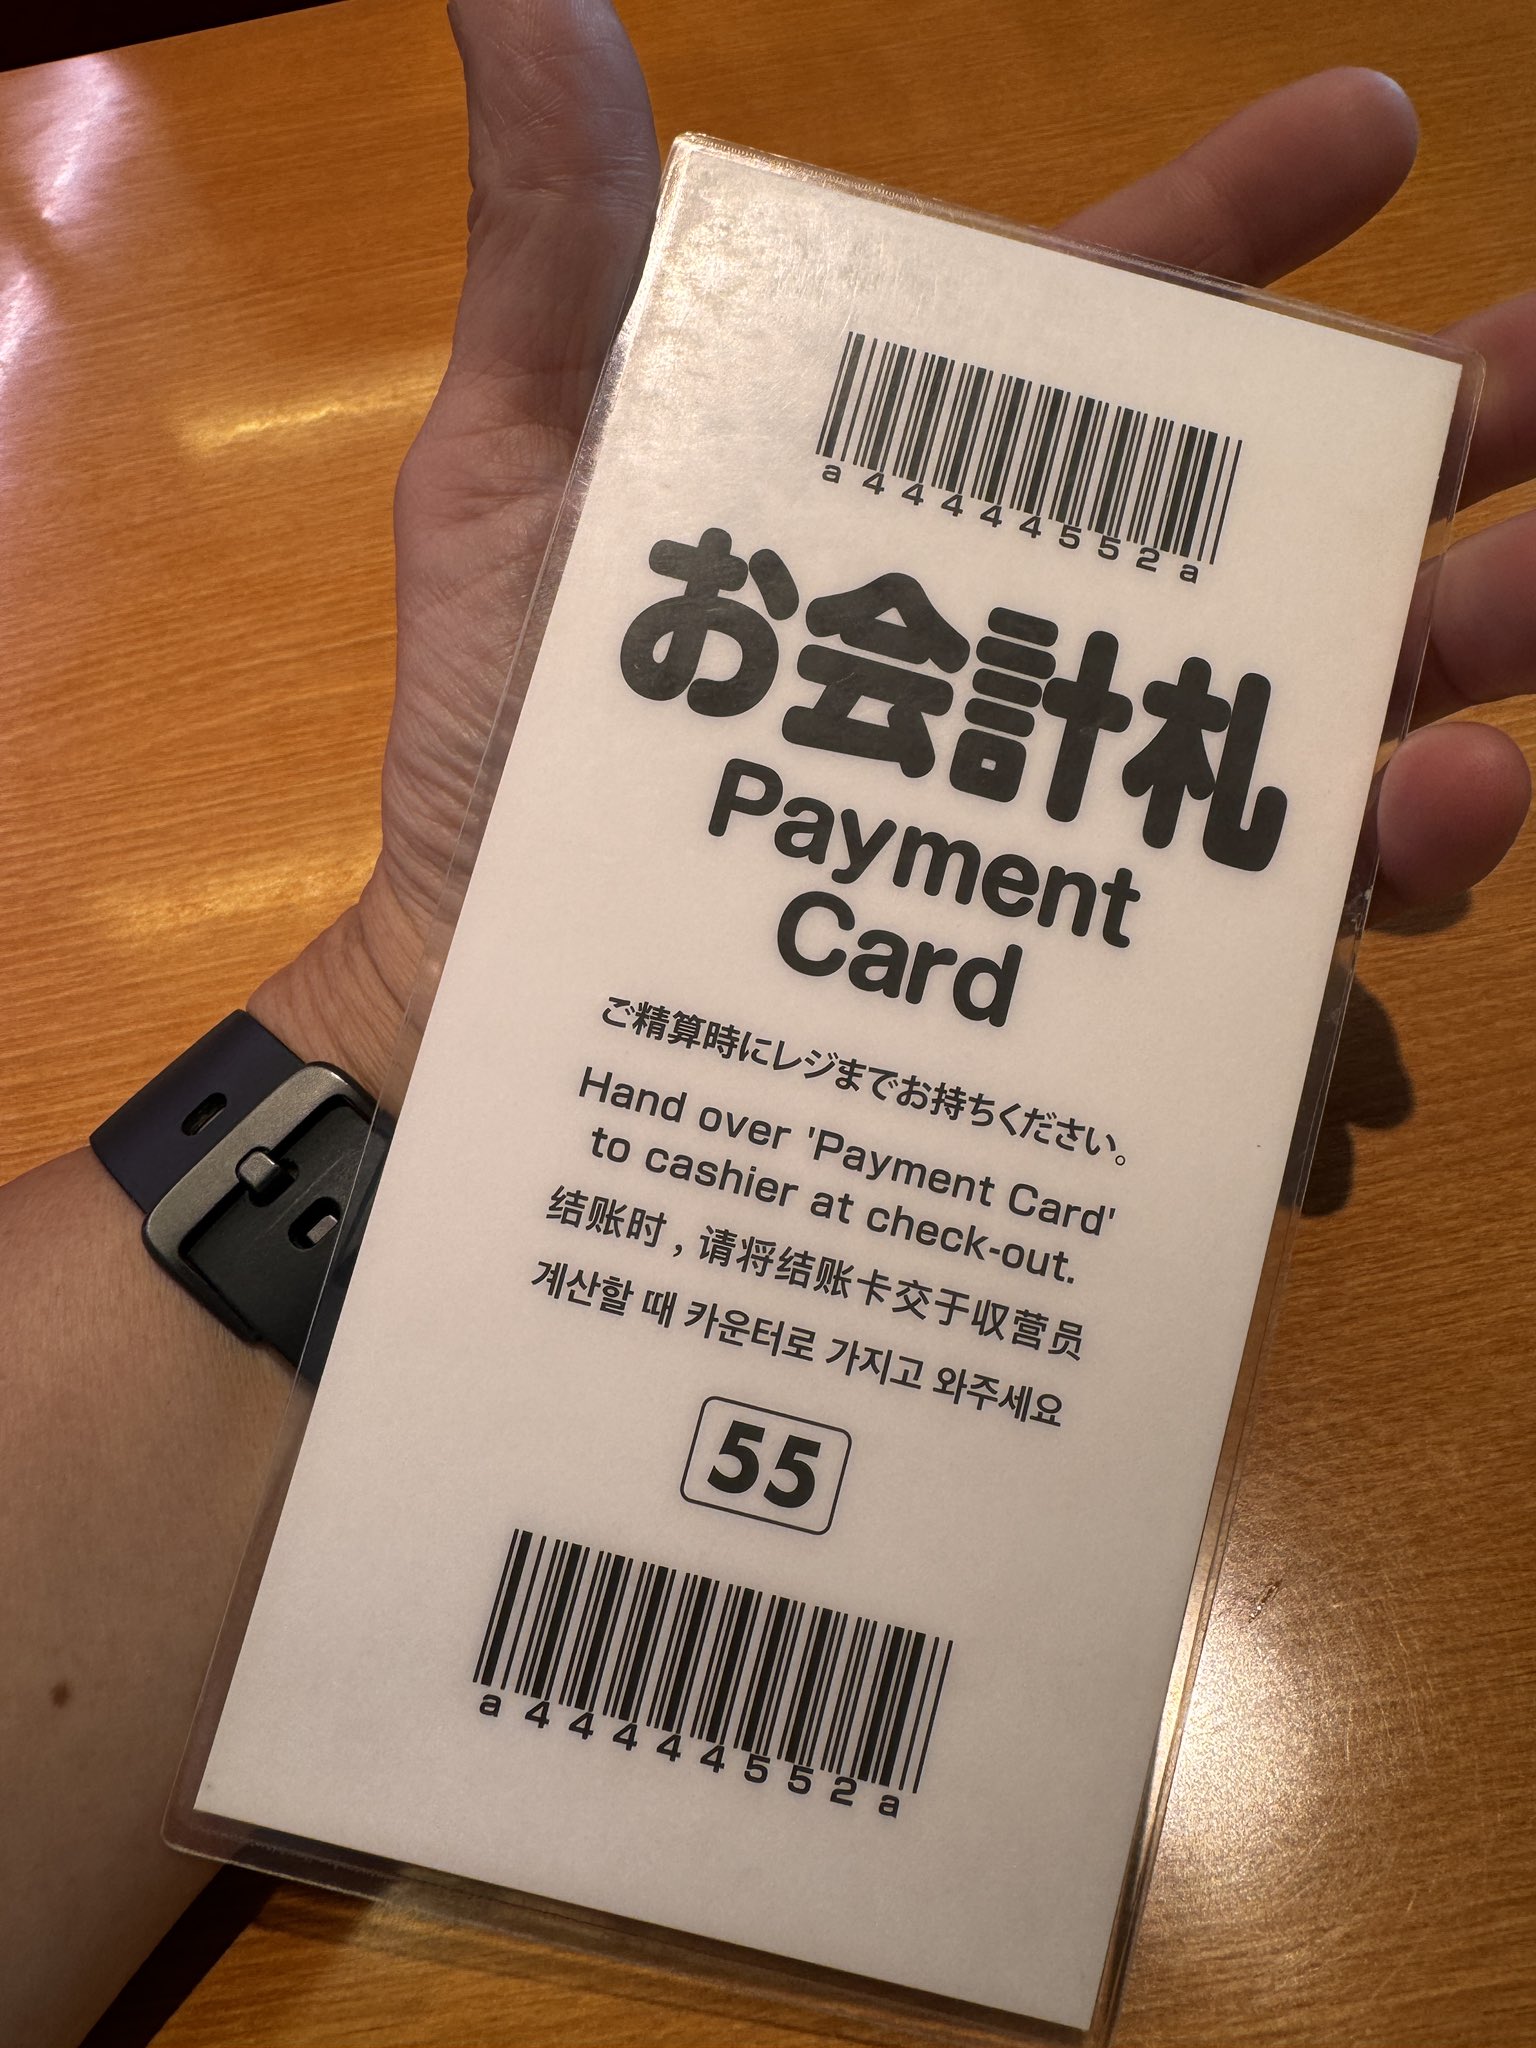 a44444552a
お会計札
Payment
Card
ご精算時にレジまでお持ちください。
Hand over 'Payment Card'
to cashier at check-out.
结账时，请将结账卡交于収营员
계산할 때 카운터로 가지고 와주세요
55
a44444552a